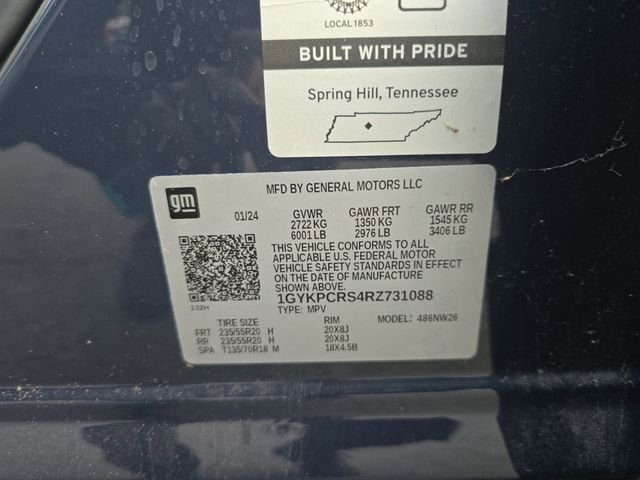 LOCAL 1853
BUILT WITH PRIDE
Spring Hill, Tennessee
gm
MFD BY GENERAL MOTORS LLC
01/24 GVWR GAWR FRT GAWR RR
2722 KG 1350 KG 1545 KG
6001 LB 2976 LB 3406 LB
THIS VEHICLE CONFORMS TO ALL
APPLICABLE U.S. FEDERAL MOTOR
VEHICLE SAFETY STANDARDS IN EFFECT
ON THE DATE OF MANUFACTURE
SHOWN ABOVE.
132H
1GYKPCRS4RZ731088
TYPE: MPV
TIRE SIZE RIM MODEL: 486NW26
FRT 235/55R20 H 20X8J
RR 235/55R20 H 20X8J
SPA T135/70R18 M 18X4.5B